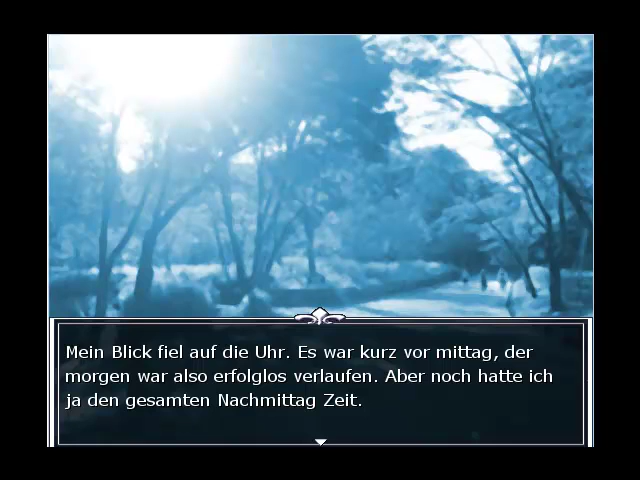 Mein Blick fiel auf die Uhr. Es war kurz vor mittag, der
morgen war also erfolglos verlaufen. Aber noch hatte ich
ja den gesamten Nachmittag Zeit.